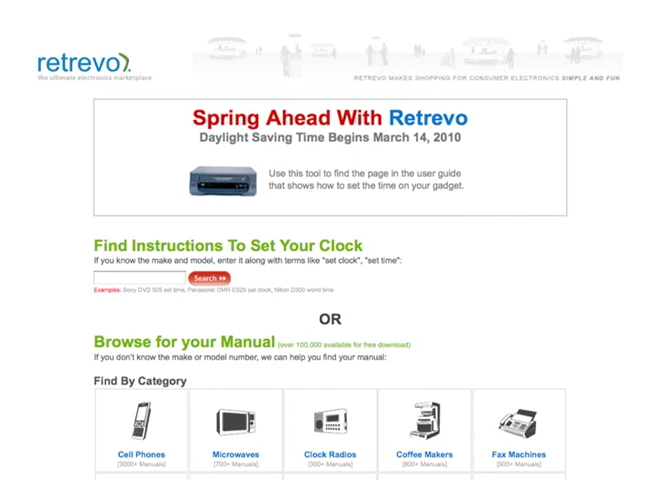 retrevo
the ultimate electronics marketplace
RETREVO MAKES SHOPPING FOR CONSUMER ELECTRONICS SIMPLE AND FUN
Spring Ahead With Retrevo
Daylight Saving Time Begins March 14, 2010
Use this tool to find the page in the user guide
that shows how to set the time on your gadget.
Find Instructions To Set Your Clock
If you know the make and model, enter it along with terms like "set clock", "set time":
Search
Examples: Sony DVD 50S set time, Panasonic DMR ES25 set clock, Nikon D300 world time
OR
Browse for your Manual (over 100,000 available for free download)
If you don't know the make or model number, we can help you find your manual:
Find By Category
Cell Phones Microwaves Clock Radios Coffee Makers Fax Machines
[3000+ Manuals] [700+ Manuals] [300+ Manuals] [800+ Manuals] [500+ Manuals]